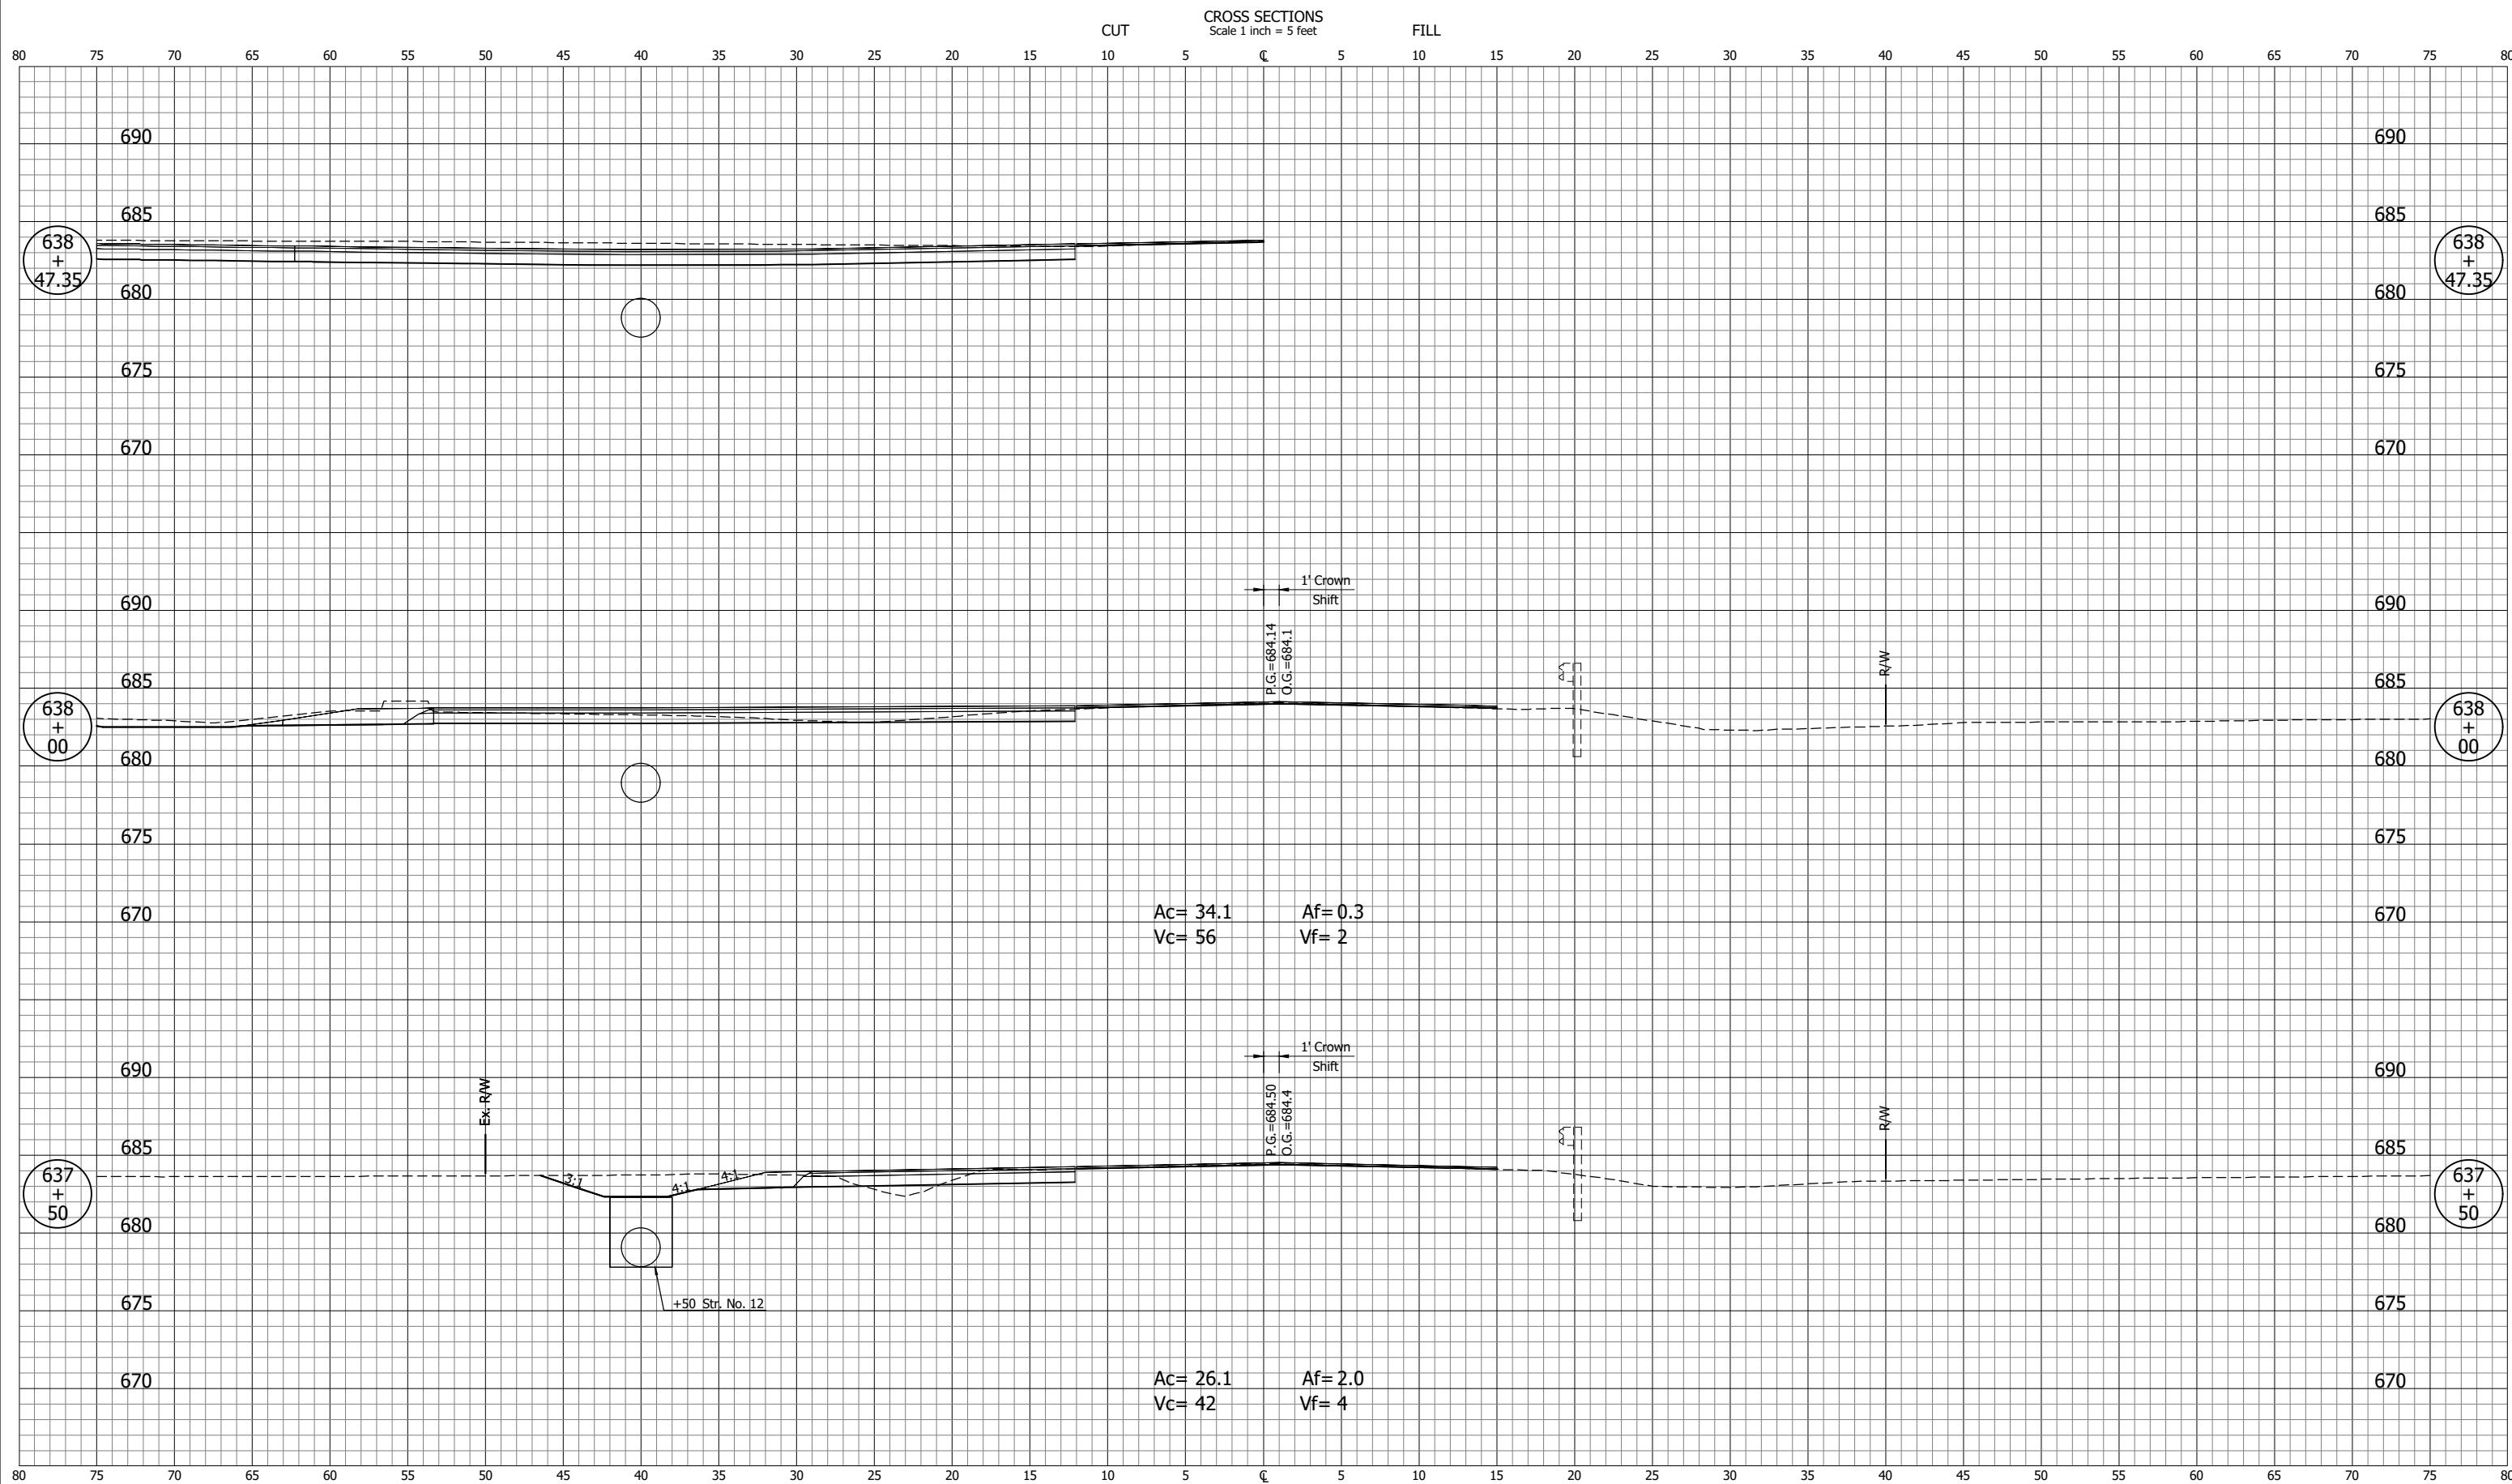 CROSS SECTIONS
CUT Scale 1 inch = 5 feet FILL
80 75 70 65 60 55 50 45 40 35 30 25 20 15 10 5 ℄ 5 10 15 20 25 30 35 40 45 50 55 60 65 70 75 80
690 690
685 685
638 + 47.35
638 + 47.35
680 680
675 675
670 670
1' Crown
Shift
690 690
P.G.=684.14
O.G.=684.1
R/W
685 685
638 + 00
638 + 00
680 680
675 675
670 670
Ac= 34.1 Af= 0.3
Vc= 56 Vf= 2
1' Crown
Shift
690 690
Ex. R/W
P.G.=684.50
O.G.=684.4
R/W
685 685
3:1 4:1 4:1
637 + 50
637 + 50
680 680
675 675
+50 Str. No. 12
670 670
Ac= 26.1 Af= 2.0
Vc= 42 Vf= 4
80 75 70 65 60 55 50 45 40 35 30 25 20 15 10 5 ℄ 5 10 15 20 25 30 35 40 45 50 55 60 65 70 75 80